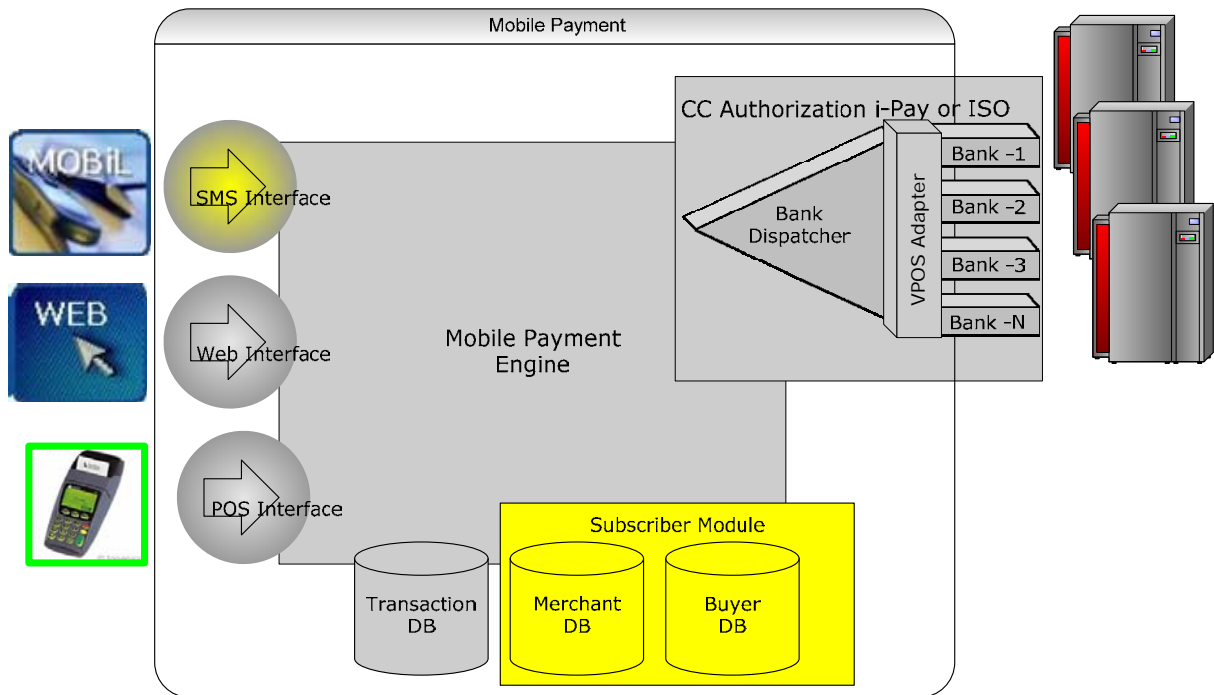 Mobile Payment
CC Authorization i-Pay or ISO
MOBiL
SMS Interface
Bank
Dispatcher
VPOS Adapter
Bank –1
Bank –2
Bank –3
Bank –N
WEB
Web Interface
Mobile Payment
Engine
POS Interface
Subscriber Module
Transaction
DB
Merchant
DB
Buyer
DB